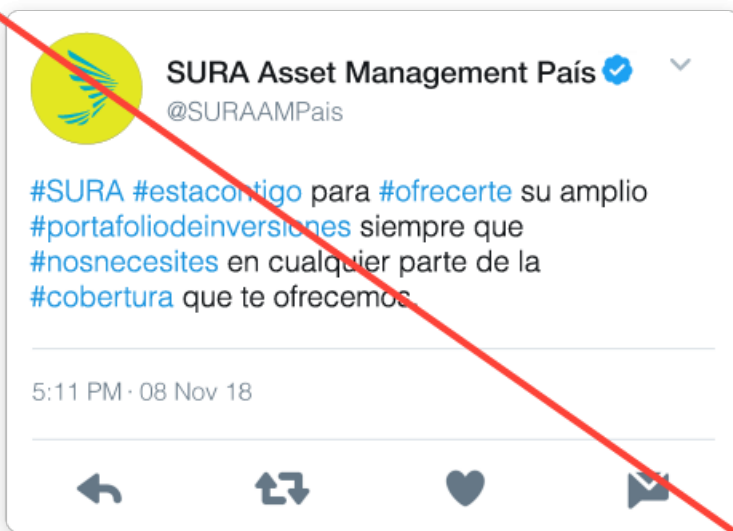 SURA Asset Management País
@SURAAMPais
#SURA #estacontigo para #ofrecerte su amplio
#portafoliodeinversiones siempre que
#nosnecesites en cualquier parte de la
#cobertura que te ofrecemos.
5:11 PM · 08 Nov 18